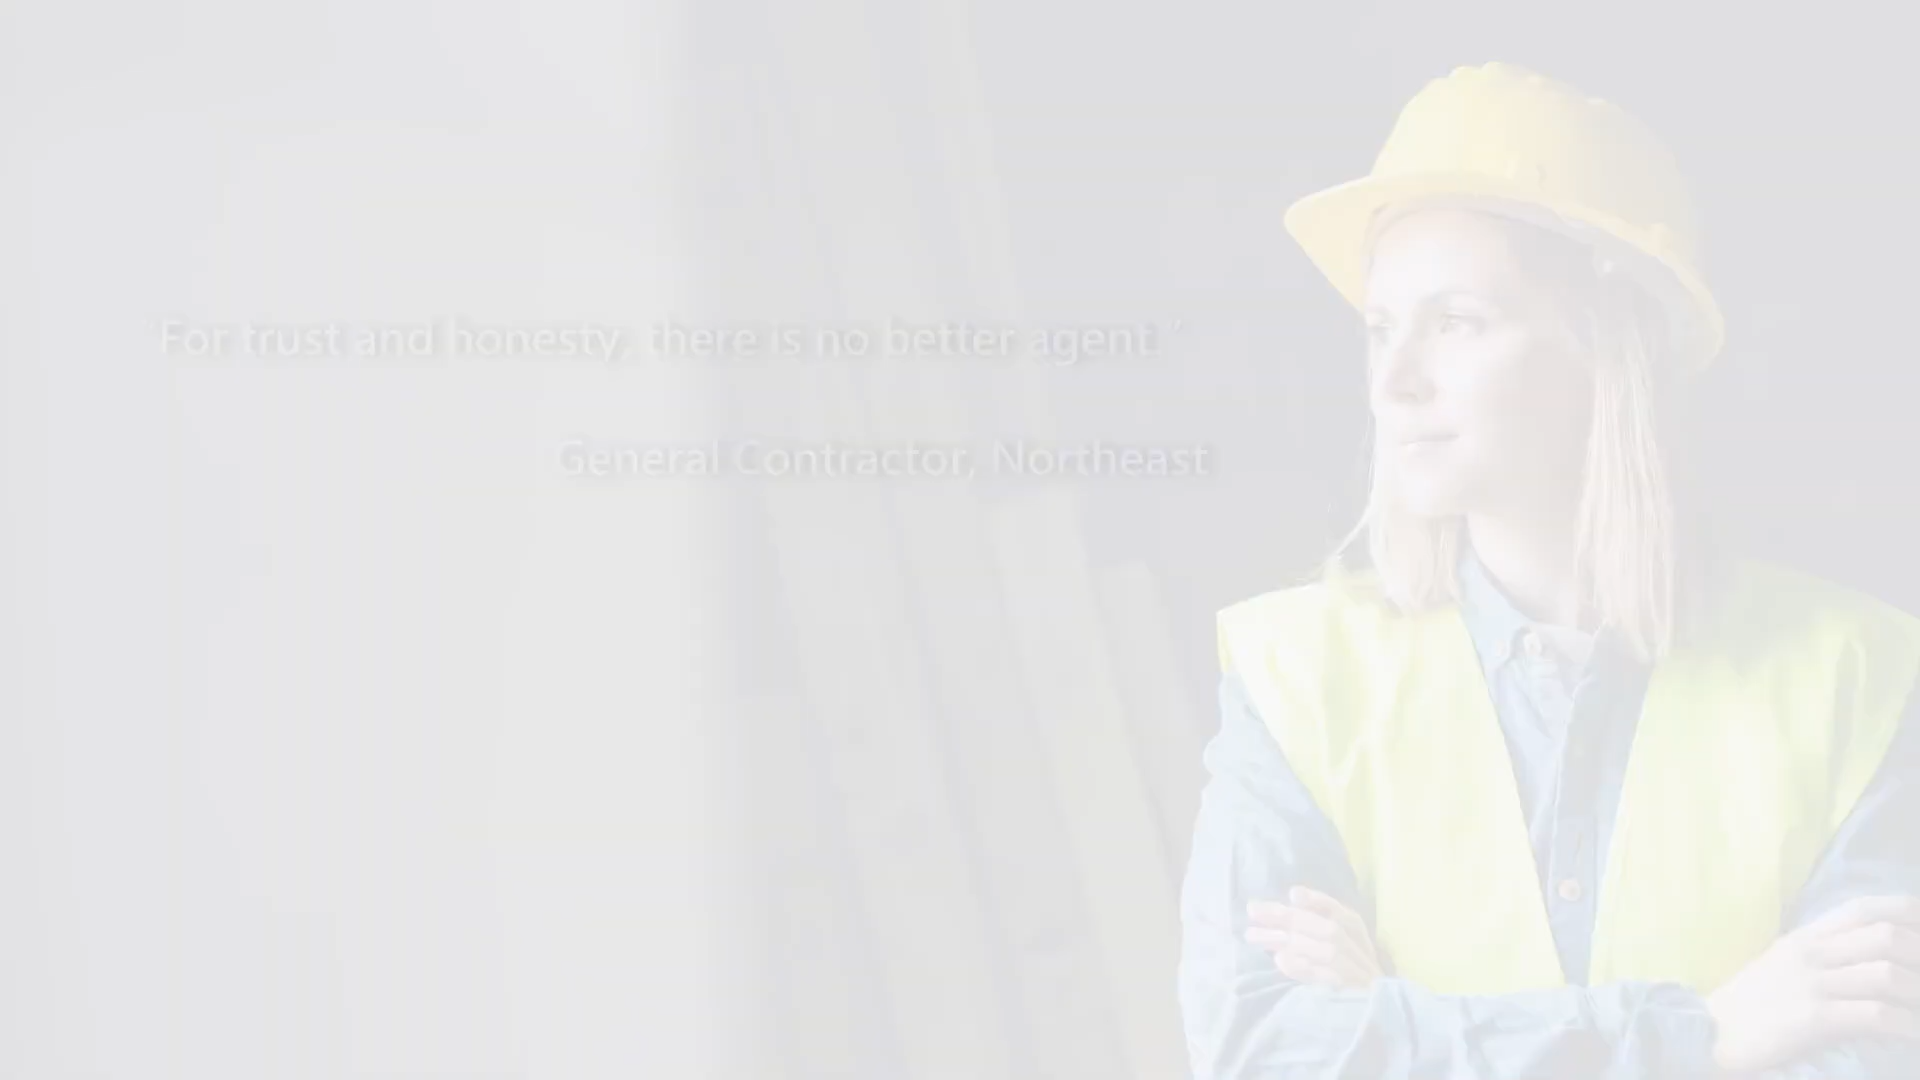 “For trust and honesty, there is no better agent.”
General Contractor, Northeast